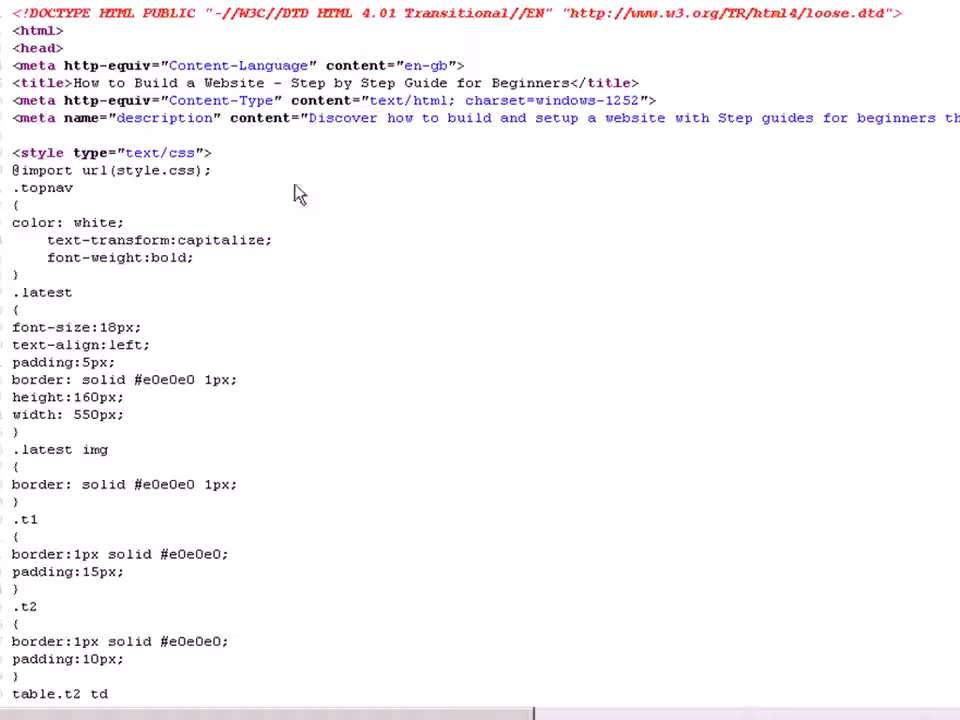 <!DOCTYPE HTML PUBLIC "-//W3C//DTD HTML 4.01 Transitional//EN" "http://www.w3.org/TR/html4/loose.dtd">
<html>
<head>
<meta http-equiv="Content-Language" content="en-gb">
<title>How to Build a Website - Step by Step Guide for Beginners</title>
<meta http-equiv="Content-Type" content="text/html; charset=windows-1252">
<meta name="description" content="Discover how to build and setup a website with Step guides for beginners th
<style type="text/css">
@import url(style.css);
.topnav
{
color: white;
text-transform:capitalize;
font-weight:bold;
}
.latest
{
font-size:18px;
text-align:left;
padding:5px;
border: solid #e0e0e0 1px;
height:160px;
width: 550px;
}
.latest img
{
border: solid #e0e0e0 1px;
}
.t1
{
border:1px solid #e0e0e0;
padding:15px;
}
.t2
{
border:1px solid #e0e0e0;
padding:10px;
}
table.t2 td